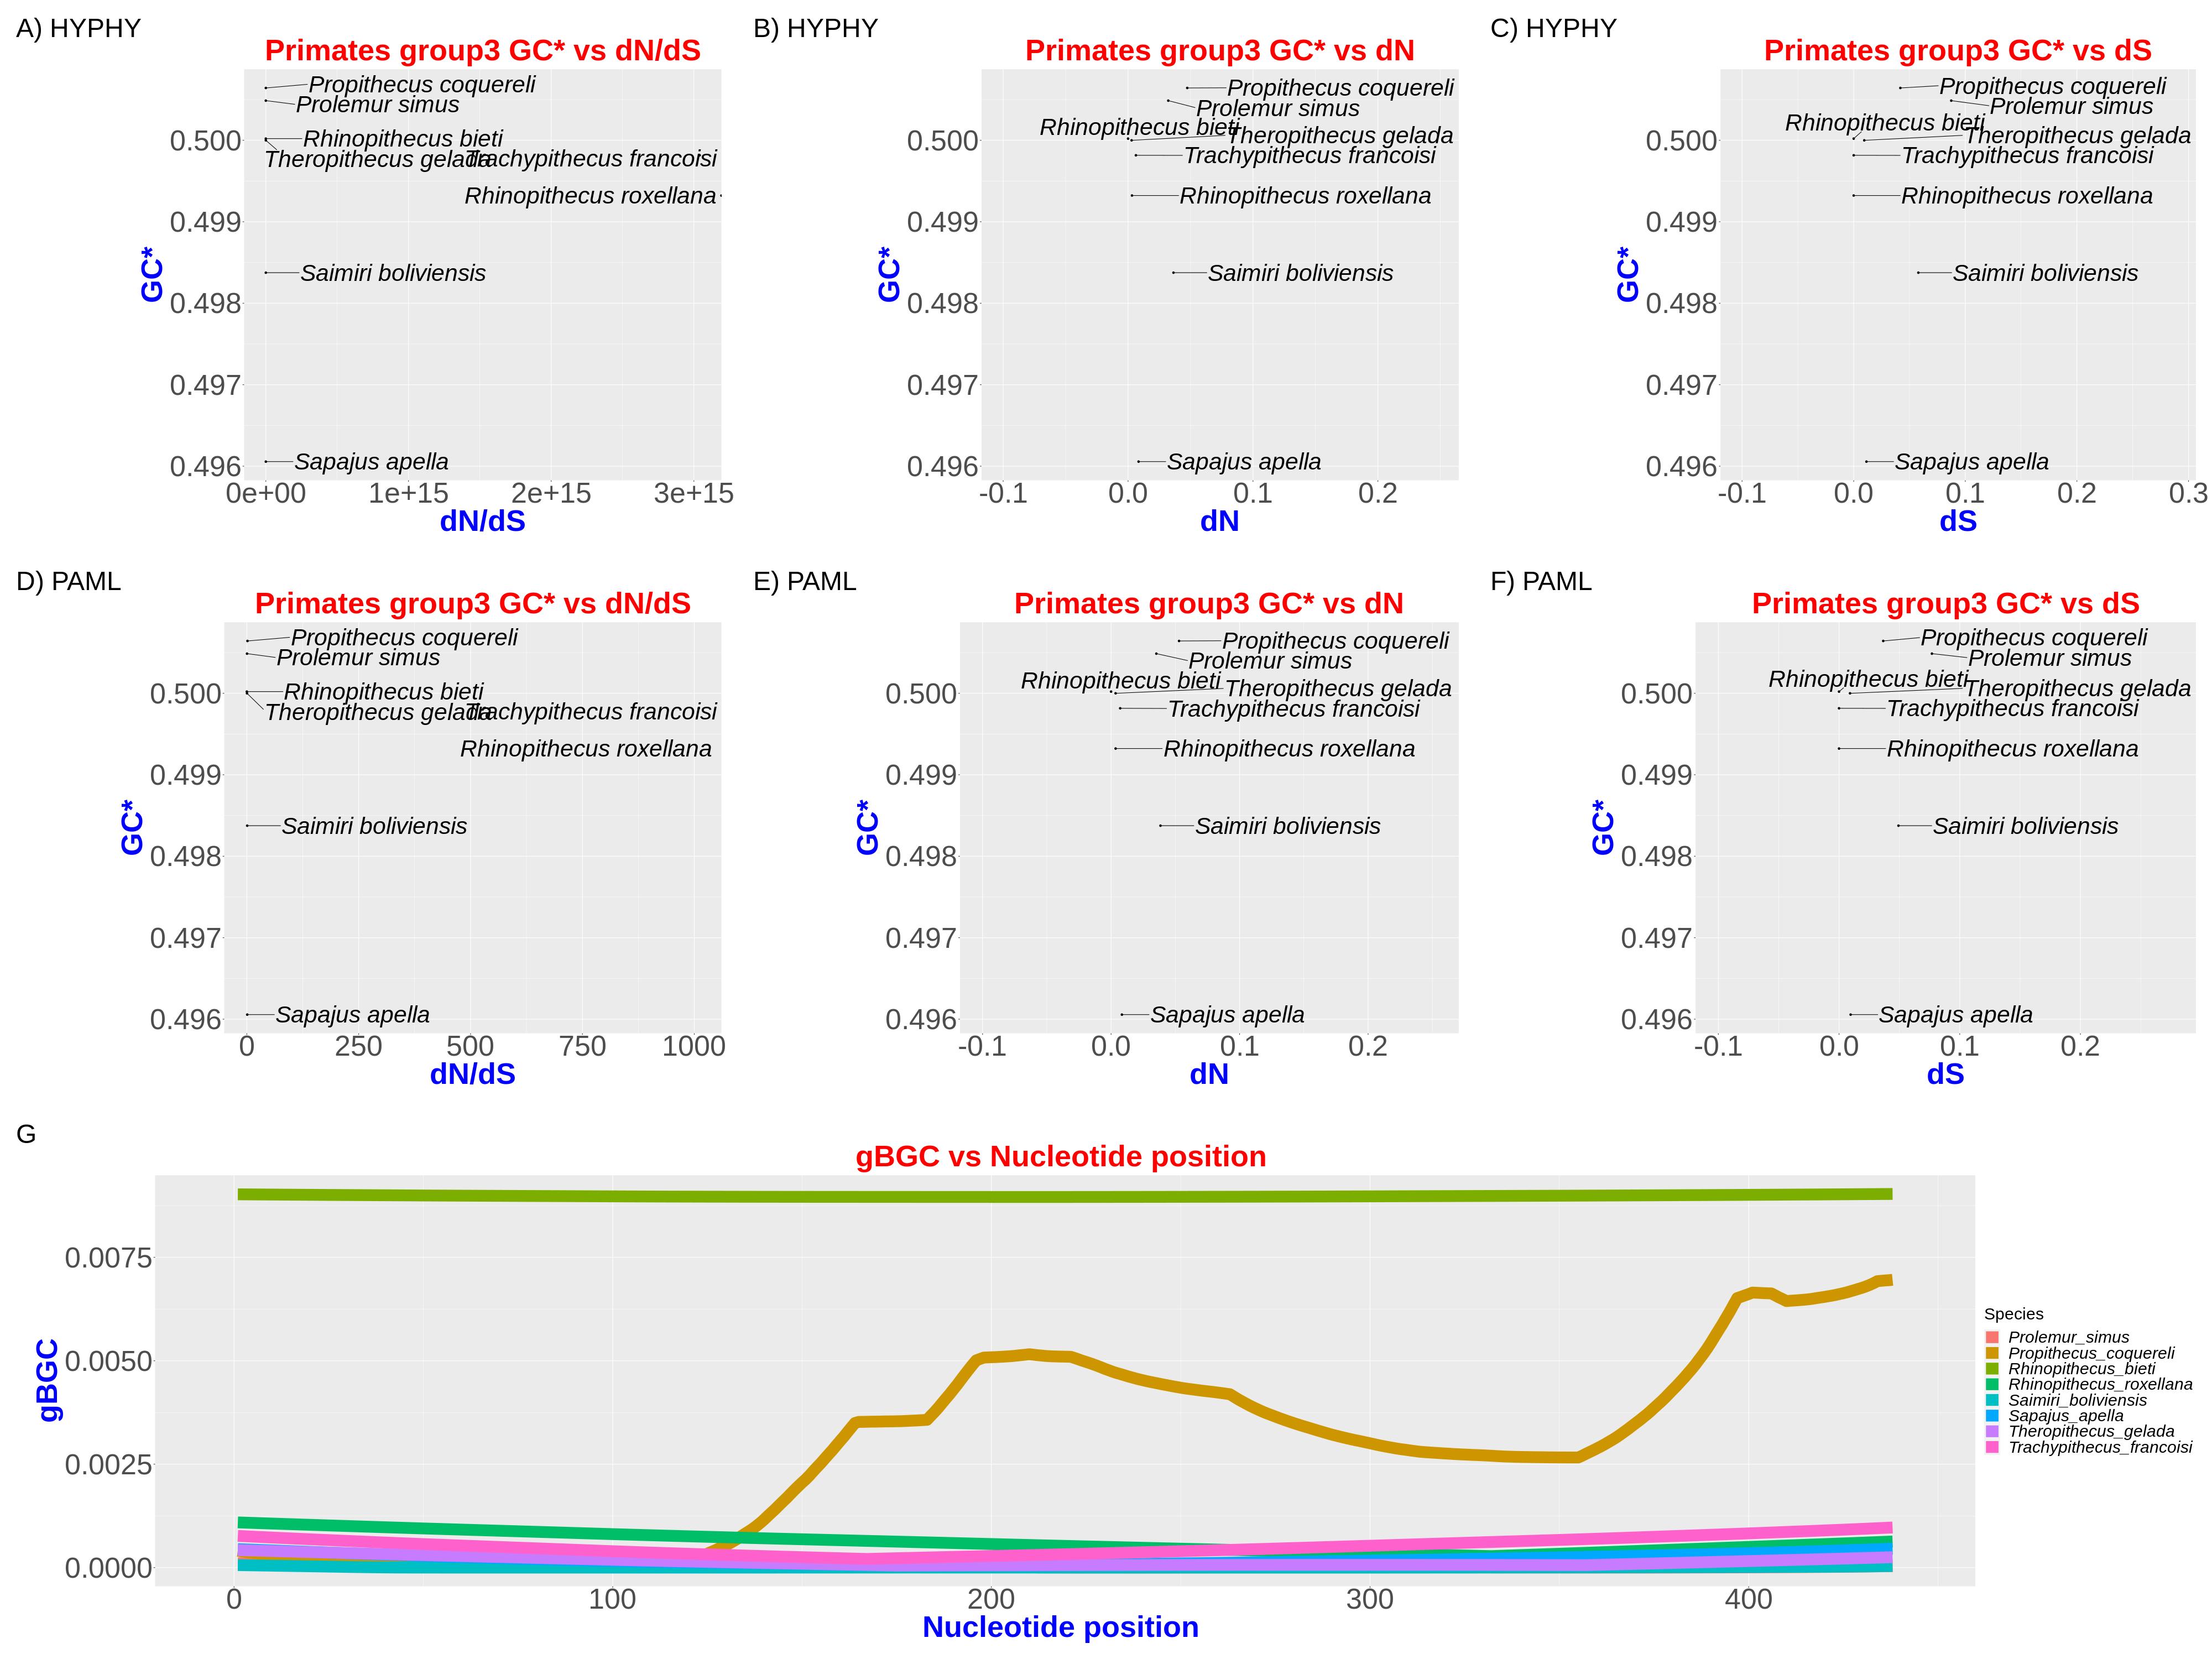 A) HYPHY
Primates group3 GC* vs dN/dS
Propithecus coquereli
Prolemur simus
Rhinopithecus bieti
Theropithecus gelada
Trachypithecus francoisi
Rhinopithecus roxellana
Saimiri boliviensis
Sapajus apella
0.500
0.499
0.498
0.497
0.496
GC*
0e+00 1e+15 2e+15 3e+15
dN/dS
B) HYPHY
Primates group3 GC* vs dN
Propithecus coquereli
Prolemur simus
Rhinopithecus bieti
Theropithecus gelada
Trachypithecus francoisi
Rhinopithecus roxellana
Saimiri boliviensis
Sapajus apella
0.500
0.499
0.498
0.497
0.496
GC*
-0.1 0.0 0.1 0.2
dN
C) HYPHY
Primates group3 GC* vs dS
Propithecus coquereli
Prolemur simus
Rhinopithecus bieti
Theropithecus gelada
Trachypithecus francoisi
Rhinopithecus roxellana
Saimiri boliviensis
Sapajus apella
0.500
0.499
0.498
0.497
0.496
GC*
-0.1 0.0 0.1 0.2 0.3
dS
D) PAML
Primates group3 GC* vs dN/dS
Propithecus coquereli
Prolemur simus
Rhinopithecus bieti
Theropithecus gelada
Trachypithecus francoisi
Rhinopithecus roxellana
Saimiri boliviensis
Sapajus apella
0.500
0.499
0.498
0.497
0.496
GC*
0 250 500 750 1000
dN/dS
E) PAML
Primates group3 GC* vs dN
Propithecus coquereli
Prolemur simus
Rhinopithecus bieti
Theropithecus gelada
Trachypithecus francoisi
Rhinopithecus roxellana
Saimiri boliviensis
Sapajus apella
0.500
0.499
0.498
0.497
0.496
GC*
-0.1 0.0 0.1 0.2
dN
F) PAML
Primates group3 GC* vs dS
Propithecus coquereli
Prolemur simus
Rhinopithecus bieti
Theropithecus gelada
Trachypithecus francoisi
Rhinopithecus roxellana
Saimiri boliviensis
Sapajus apella
0.500
0.499
0.498
0.497
0.496
GC*
-0.1 0.0 0.1 0.2
dS
G
gBGC vs Nucleotide position
0.0075
0.0050
0.0025
0.0000
gBGC
0 100 200 300 400
Nucleotide position
Species
Prolemur_simus
Propithecus_coquereli
Rhinopithecus_bieti
Rhinopithecus_roxellana
Saimiri_boliviensis
Sapajus_apella
Theropithecus_gelada
Trachypithecus_francoisi